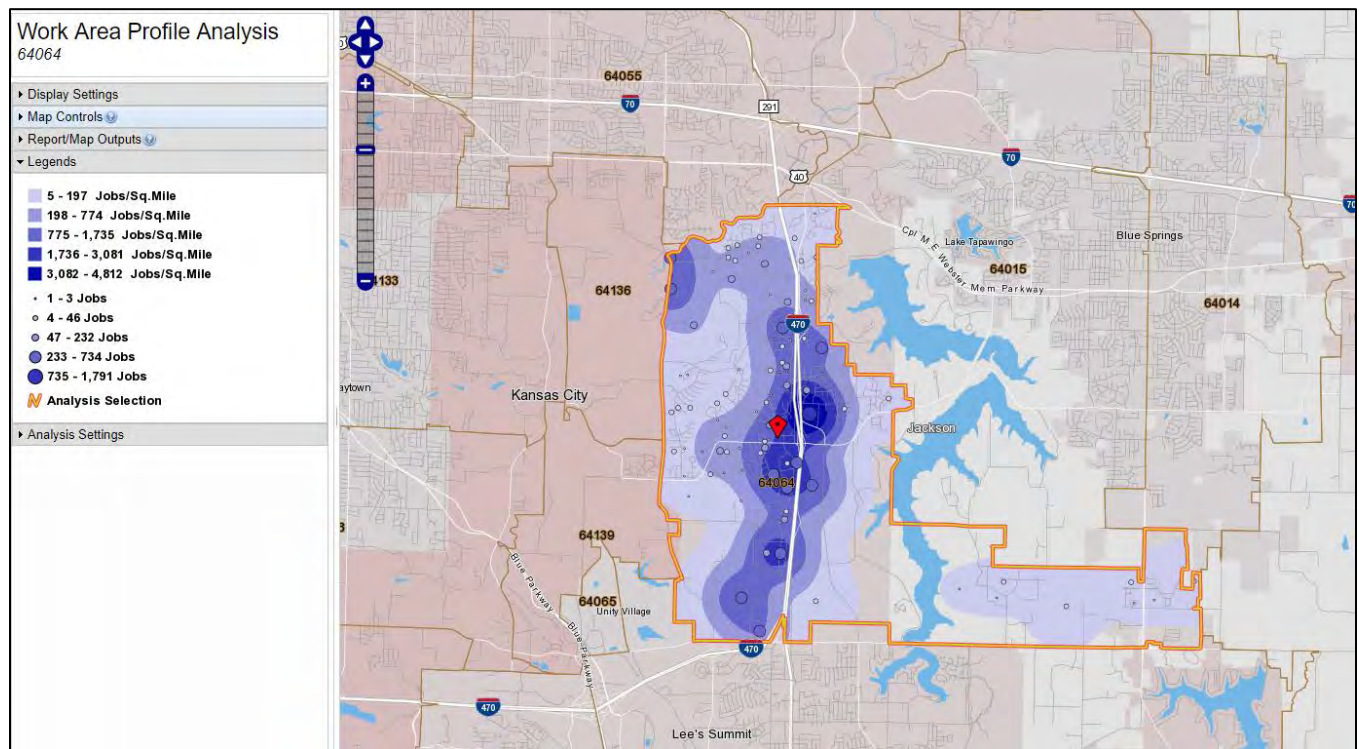 Work Area Profile Analysis
64064
Display Settings
Map Controls
Report/Map Outputs
Legends
5 - 197 Jobs/Sq.Mile
198 - 774 Jobs/Sq.Mile
775 - 1,735 Jobs/Sq.Mile
1,736 - 3,081 Jobs/Sq.Mile
3,082 - 4,812 Jobs/Sq.Mile
1 - 3 Jobs
4 - 46 Jobs
47 - 232 Jobs
233 - 734 Jobs
735 - 1,791 Jobs
Analysis Selection
Analysis Settings
64055
70
291
70
40
70
Cpl M E Webster Mem Parkway
Lake Tapawingo
Blue Springs
64015
64133
64136
64014
470
Kansas City
Jackson
64064
64139
64065
Unity Village
Blue Parkway
Blue Parkway
470
470
Lee's Summit